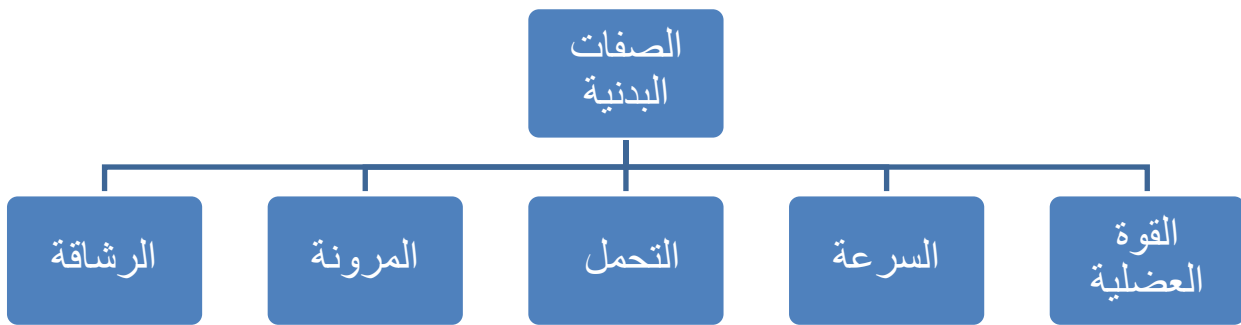 الصفات
البدنية
القوة
العضلية
السرعة
التحمل
المرونة
الرشاقة